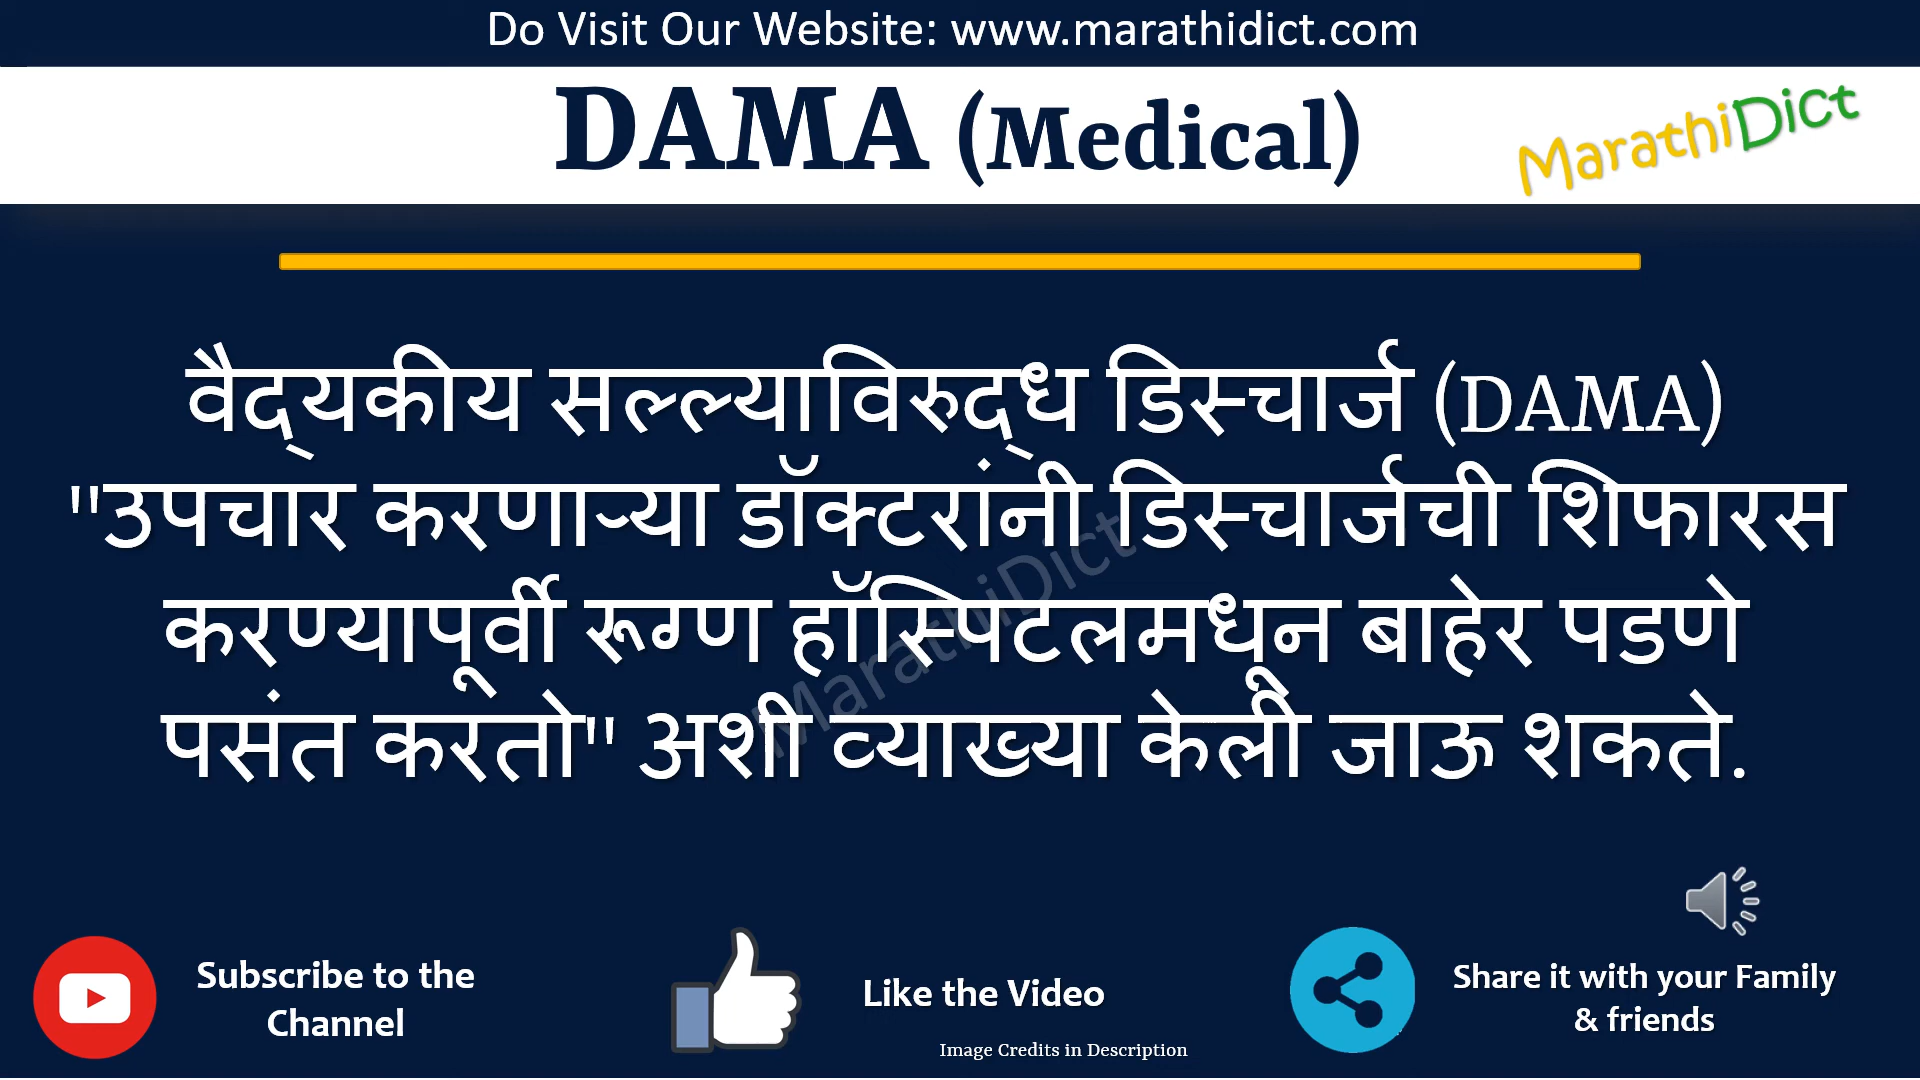 Do Visit Our Website: www.marathidict.com
DAMA (Medical)
MarathiDict
वैद्यकीय सल्ल्याविरुद्ध डिस्चार्ज (DAMA)
"उपचार करणाऱ्या डॉक्टरांनी डिस्चार्जची शिफारस
करण्यापूर्वी रूग्ण हॉस्पिटलमधून बाहेर पडणे
पसंत करतो" अशी व्याख्या केली जाऊ शकते.
MarathiDict
Subscribe to the
Channel
Like the Video
Share it with your Family
& friends
Image Credits in Description